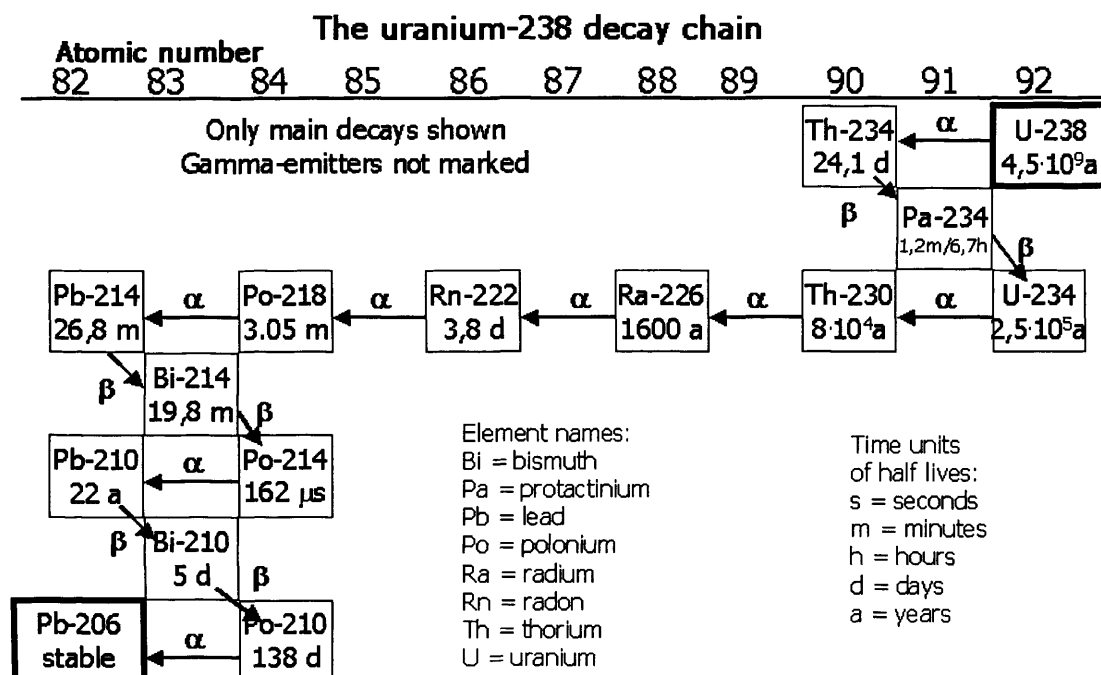 The uranium-238 decay chain
Atomic number
82 83 84 85 86 87 88 89 90 91 92
Only main decays shown
Gamma-emitters not marked
Th-234
24,1 d
α
U-238
4,5·10⁹a
β
Pa-234
1,2m/6,7h
β
Pb-214
26,8 m
α
Po-218
3.05 m
α
Rn-222
3,8 d
α
Ra-226
1600 a
α
Th-230
8·10⁴a
α
U-234
2,5·10⁵a
β
Bi-214
19,8 m
β
Pb-210
22 a
α
Po-214
162 μs
β
Bi-210
5 d
β
Pb-206
stable
α
Po-210
138 d
Element names:
Bi = bismuth
Pa = protactinium
Pb = lead
Po = polonium
Ra = radium
Rn = radon
Th = thorium
U = uranium
Time units
of half lives:
s = seconds
m = minutes
h = hours
d = days
a = years